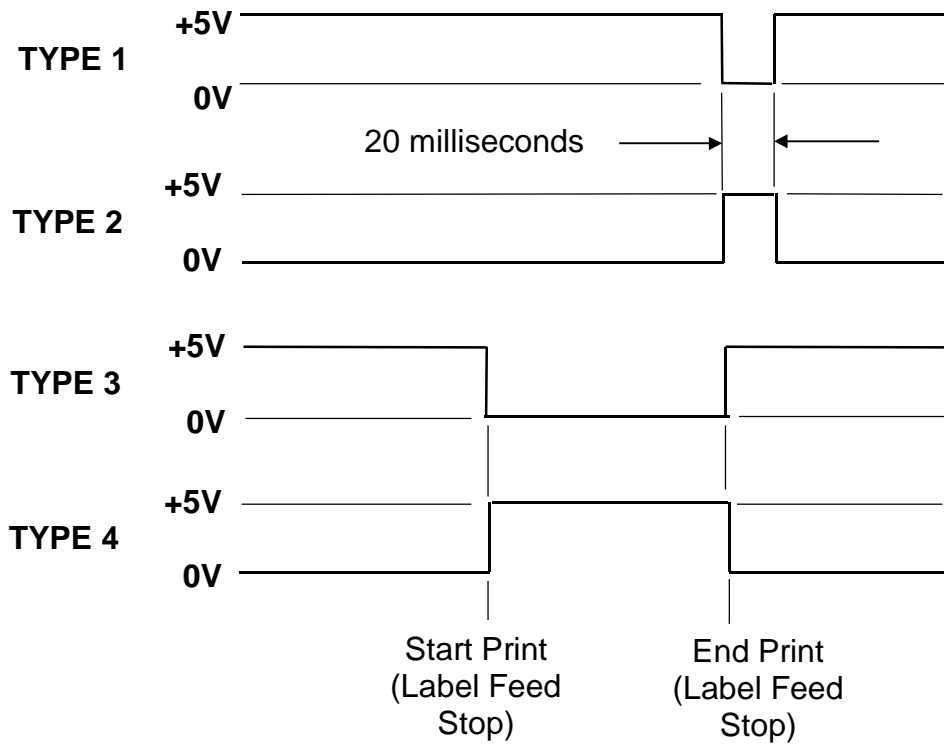 +5V
TYPE 1
0V
20 milliseconds
+5V
TYPE 2
0V
+5V
TYPE 3
0V
+5V
TYPE 4
0V
Start Print
(Label Feed
Stop)
End Print
(Label Feed
Stop)